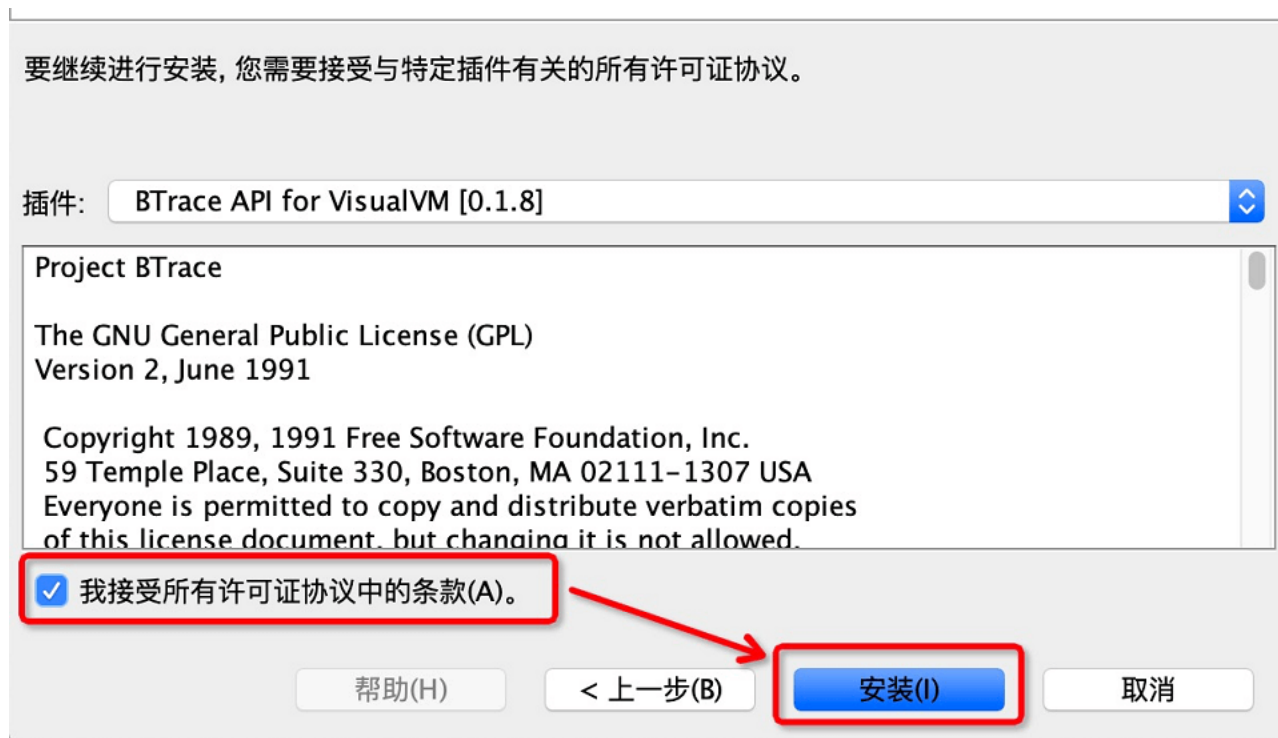 要继续进行安装, 您需要接受与特定插件有关的所有许可证协议。
插件: BTrace API for VisualVM [0.1.8]
Project BTrace
The GNU General Public License (GPL)
Version 2, June 1991
Copyright 1989, 1991 Free Software Foundation, Inc.
59 Temple Place, Suite 330, Boston, MA 02111-1307 USA
Everyone is permitted to copy and distribute verbatim copies
of this license document, but changing it is not allowed.
我接受所有许可证协议中的条款(A)。
帮助(H) < 上一步(B) 安装(I) 取消